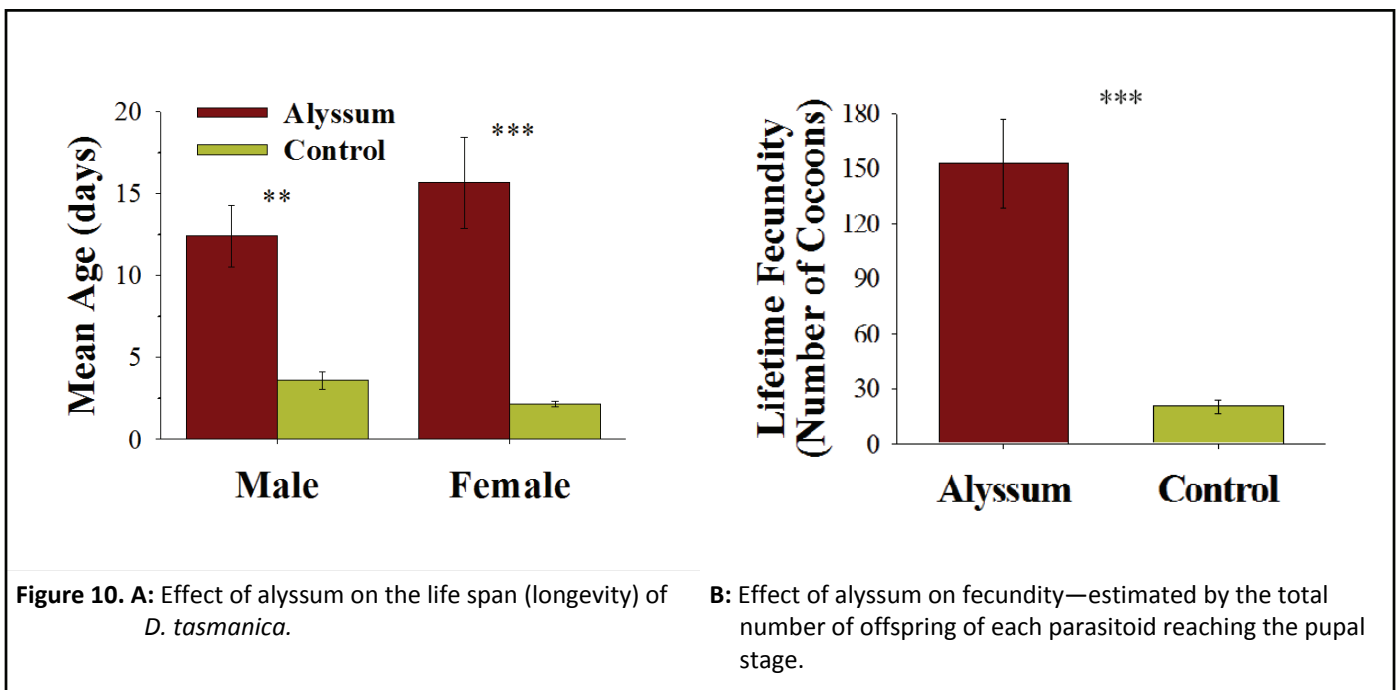 20
15
10
5
0
Mean Age (days)
Alyssum
Control
**
***
Male
Female
180
150
120
90
60
30
0
Lifetime Fecundity
(Number of Cocoons)
***
Alyssum
Control
Figure 10. A: Effect of alyssum on the life span (longevity) of
D. tasmanica.
B: Effect of alyssum on fecundity—estimated by the total
number of offspring of each parasitoid reaching the pupal
stage.